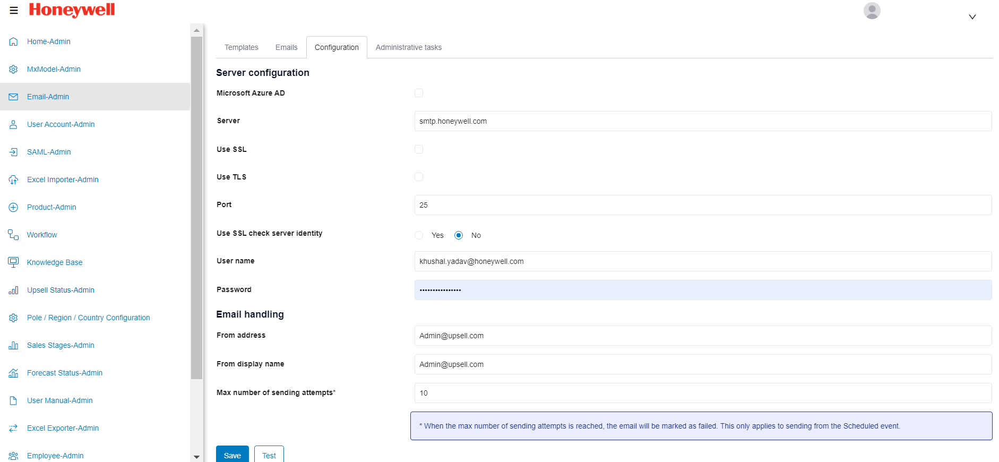 Honeywell
Home-Admin
MxModel-Admin
Email-Admin
User Account-Admin
SAML-Admin
Excel Importer-Admin
Product-Admin
Workflow
Knowledge Base
Upsell Status-Admin
Pole / Region / Country Configuration
Sales Stages-Admin
Forecast Status-Admin
User Manual-Admin
Excel Exporter-Admin
Employee-Admin
Templates Emails Configuration Administrative tasks
Server configuration
Microsoft Azure AD
Server smtp.honeywell.com
Use SSL
Use TLS
Port 25
Use SSL check server identity Yes No
User name khushal.yadav@honeywell.com
Password ••••••••••••••••
Email handling
From address Admin@upsell.com
From display name Admin@upsell.com
Max number of sending attempts* 10
* When the max number of sending attempts is reached, the email will be marked as failed. This only applies to sending from the Scheduled event.
Save Test